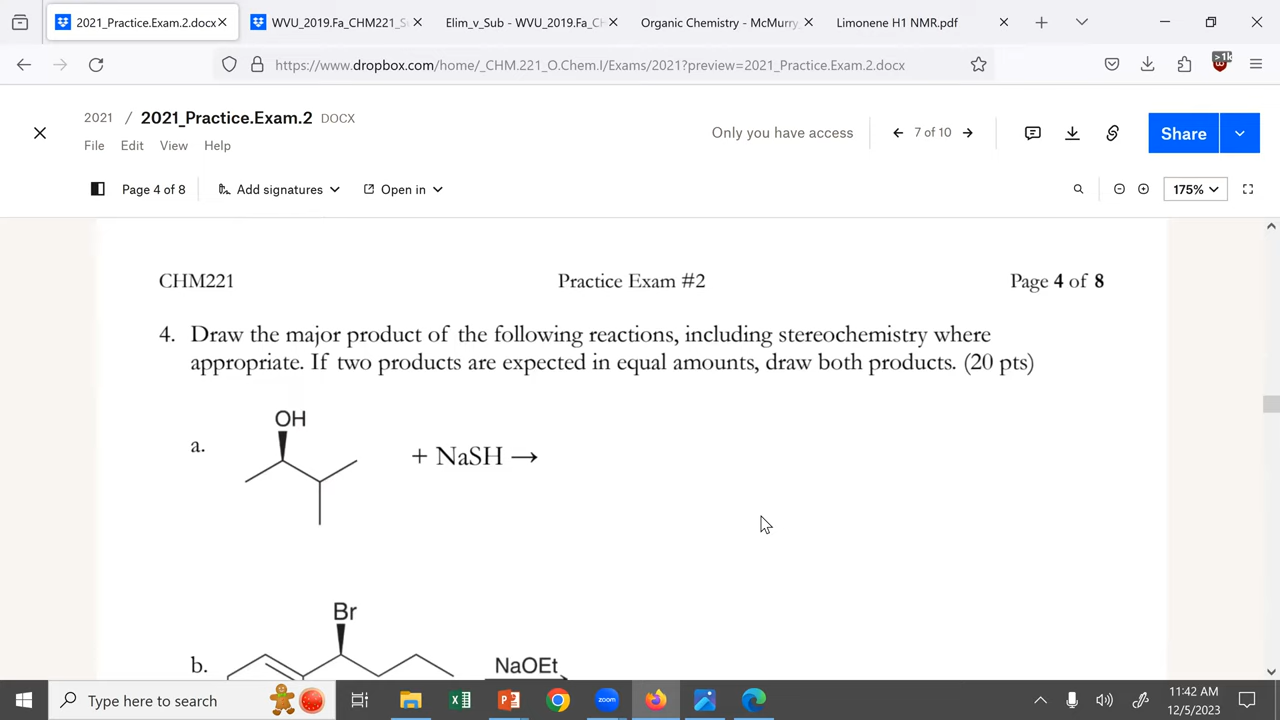 2021_Practice.Exam.2.docx
WVU_2019.Fa_CHM221_S
Elim_v_Sub - WVU_2019.Fa_CH
Organic Chemistry - McMurry
Limonene H1 NMR.pdf
https://www.dropbox.com/home/_CHM.221_O.Chem.I/Exams/2021?preview=2021_Practice.Exam.2.docx
>1k
2021 / 2021_Practice.Exam.2 DOCX
File Edit View Help
Only you have access
7 of 10
Share
Page 4 of 8
Add signatures
Open in
175%
CHM221 Practice Exam #2 Page 4 of 8
4. Draw the major product of the following reactions, including stereochemistry where
appropriate. If two products are expected in equal amounts, draw both products. (20 pts)
OH
a. + NaSH →
Br
b. NaOEt
Type here to search
11:42 AM
12/5/2023